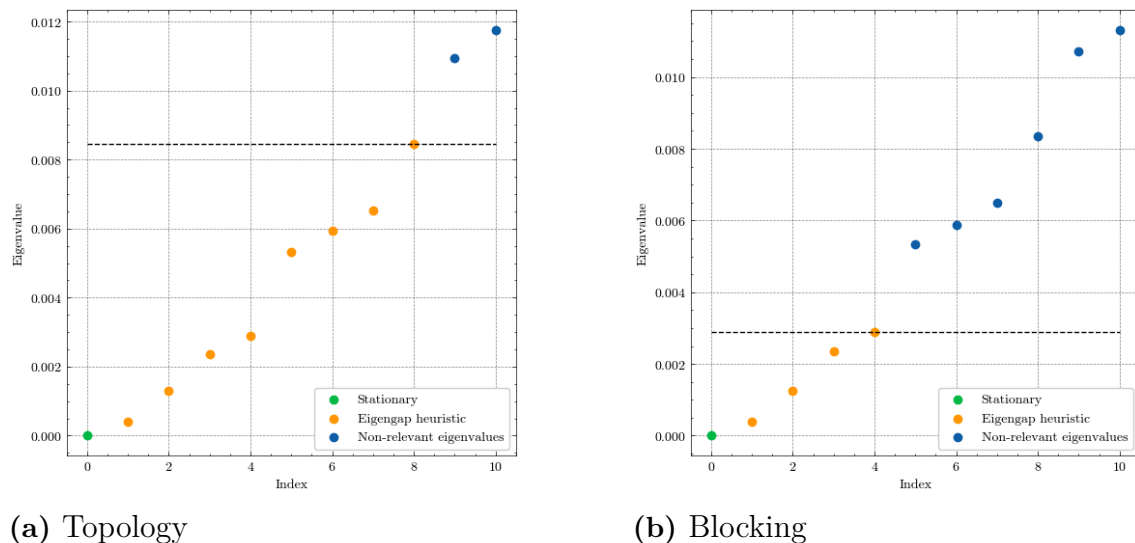 0.012
0.010
0.008
0.006
0.004
0.002
0.000
Eigenvalue
0 2 4 6 8 10
Index
Stationary
Eigengap heuristic
Non-relevant eigenvalues
(a) Topology
0.010
0.008
0.006
0.004
0.002
0.000
Eigenvalue
0 2 4 6 8 10
Index
Stationary
Eigengap heuristic
Non-relevant eigenvalues
(b) Blocking